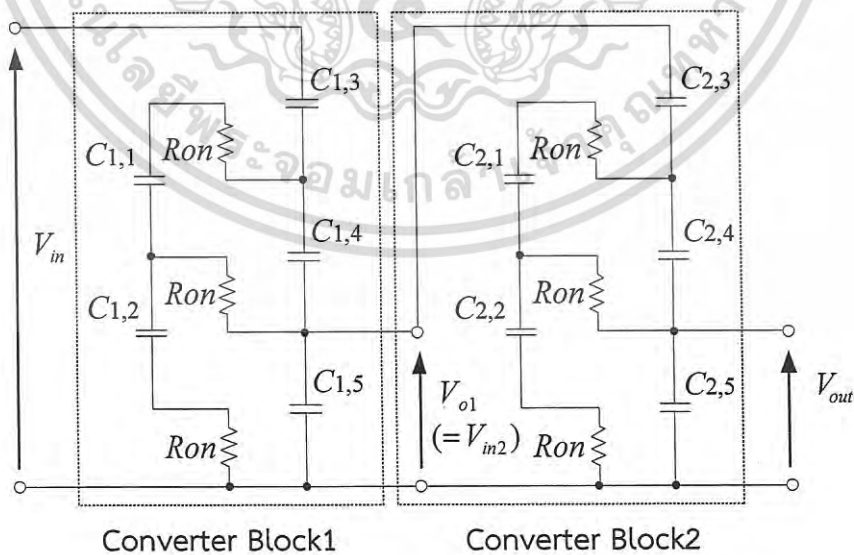 C1,3
C2,3
C1,1
Ron
C2,1
Ron
Vin
C1,4
C2,4
C1,2
Ron
C2,2
Ron
C1,5
C2,5
Vo1
(=Vin2)
Vout
Ron
Ron
Converter Block1
Converter Block2